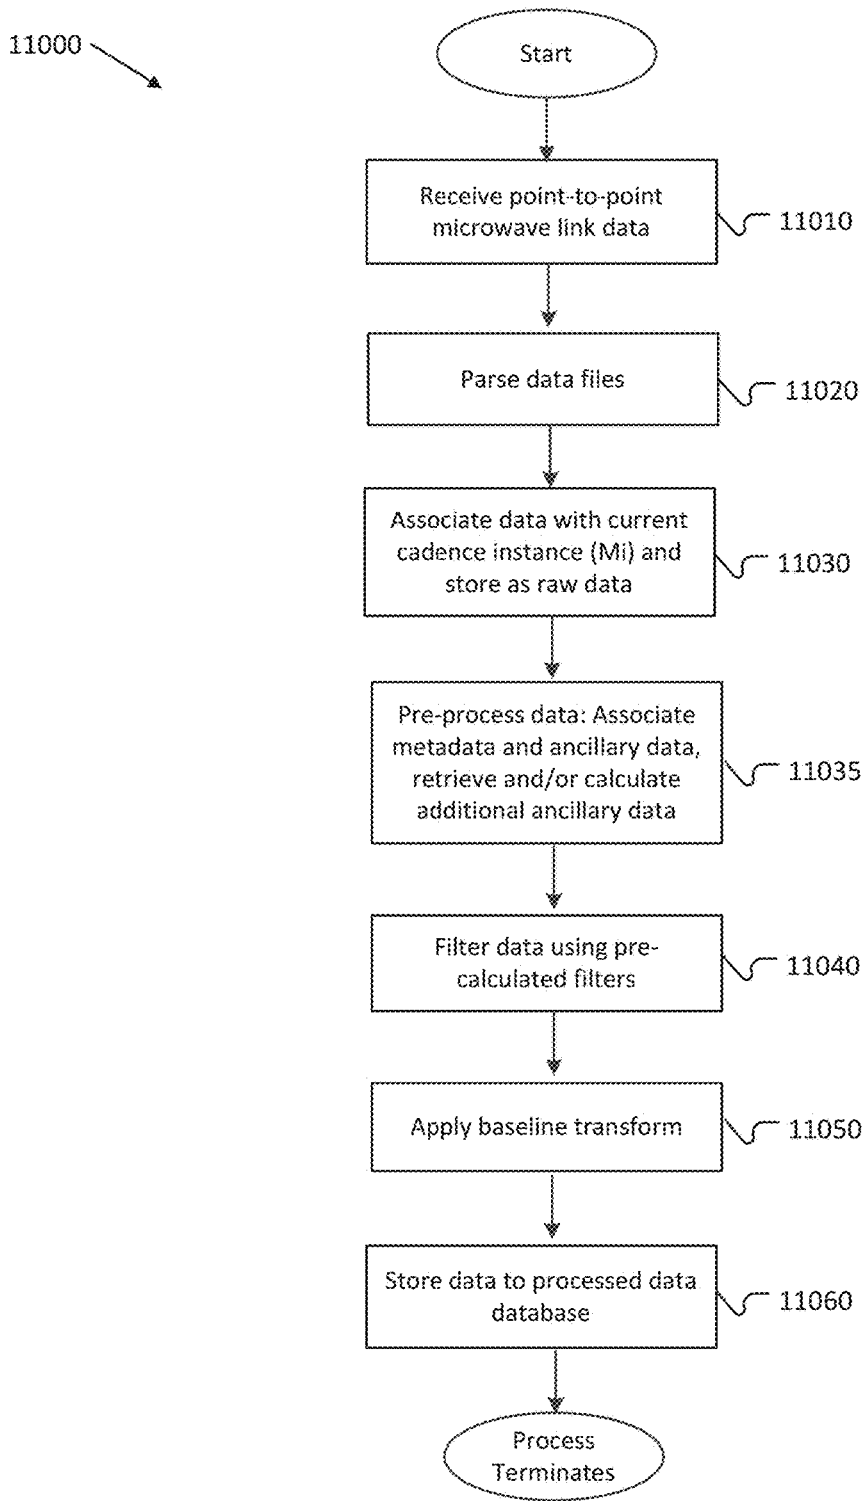 11000
Start
Receive point-to-point
microwave link data
11010
Parse data files
11020
Associate data with current
cadence instance (Mi) and
store as raw data
11030
Pre-process data: Associate
metadata and ancillary data,
retrieve and/or calculate
additional ancillary data
11035
Filter data using pre-
calculated filters
11040
Apply baseline transform
11050
Store data to processed data
database
11060
Process
Terminates